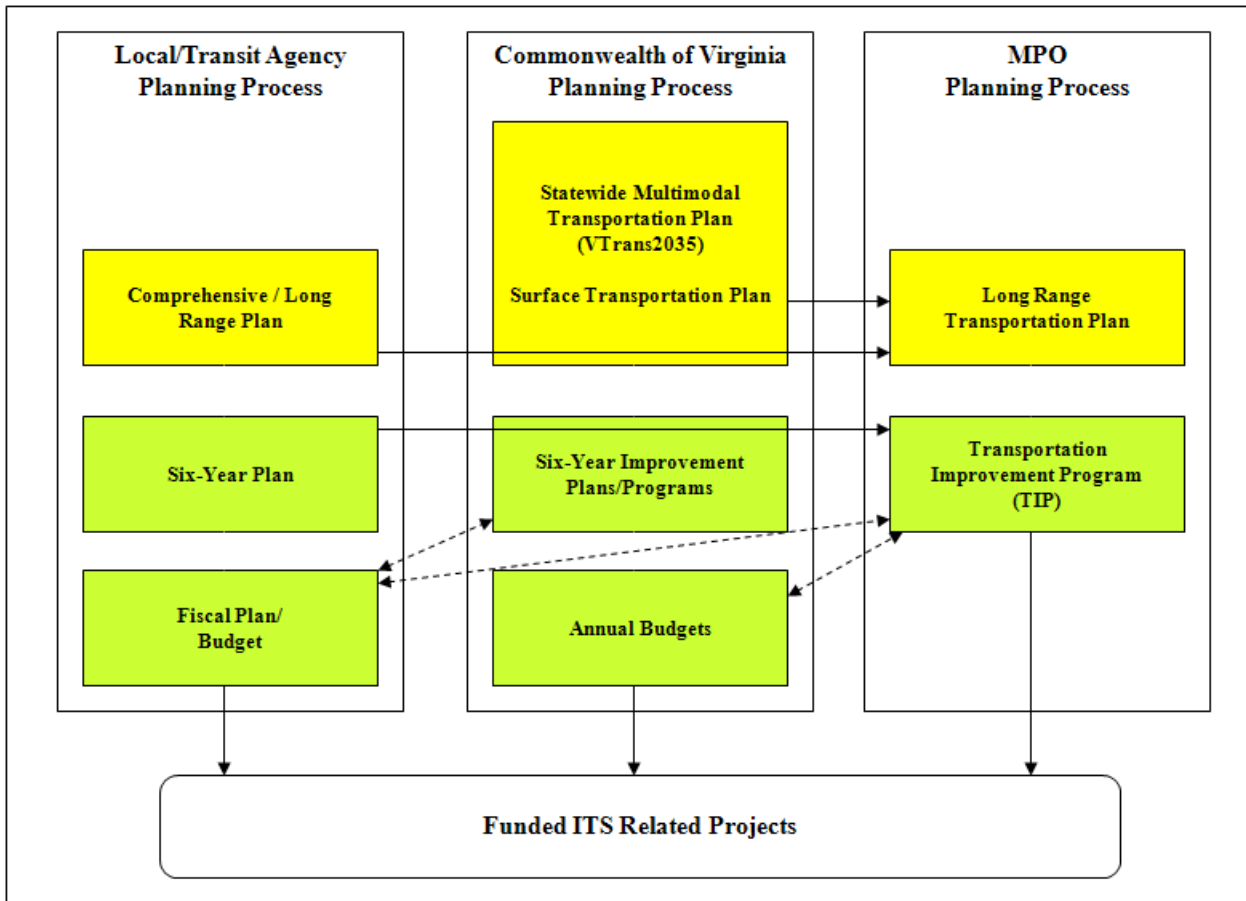 Local/Transit Agency
Planning Process
Commonwealth of Virginia
Planning Process
MPO
Planning Process
Statewide Multimodal
Transportation Plan
(VTrans2035)
Surface Transportation Plan
Comprehensive / Long
Range Plan
Long Range
Transportation Plan
Six-Year Plan
Six-Year Improvement
Plans/Programs
Transportation
Improvement Program
(TIP)
Fiscal Plan/
Budget
Annual Budgets
Funded ITS Related Projects